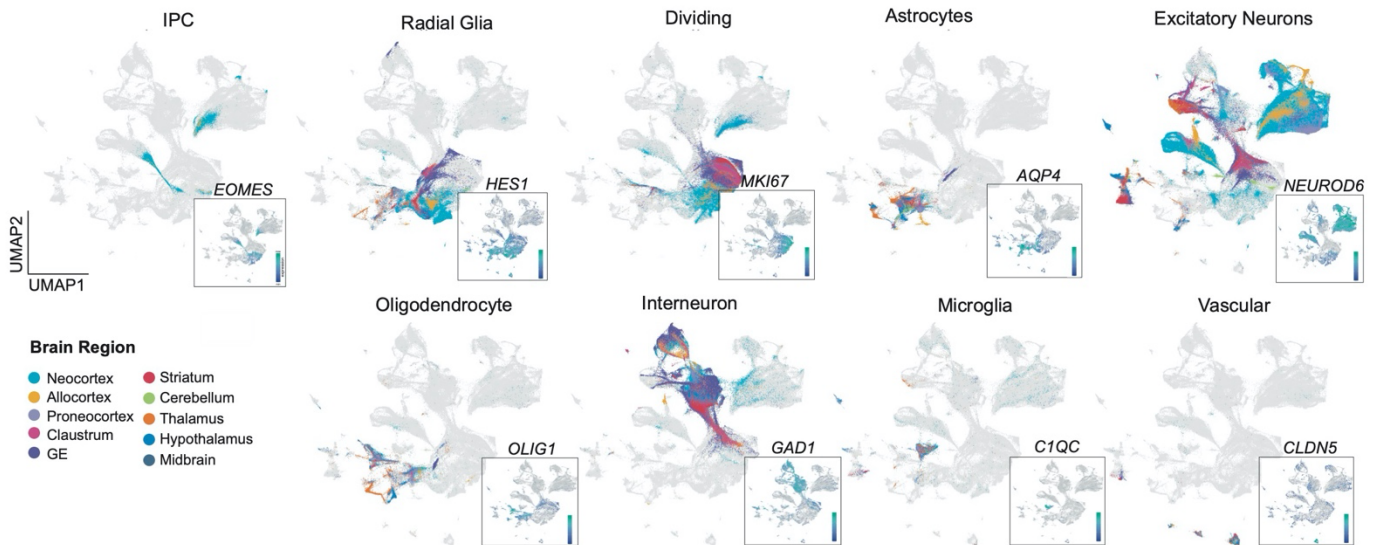 IPC
Radial Glia
Dividing
Astrocytes
Excitatory Neurons
EOMES
HES1
MKI67
AQP4
NEUROD6
UMAP2
UMAP1
Oligodendrocyte
Interneuron
Microglia
Vascular
OLIG1
GAD1
C1QC
CLDN5
Brain Region
Neocortex
Allocortex
Proneocortex
Claustrum
GE
Striatum
Cerebellum
Thalamus
Hypothalamus
Midbrain